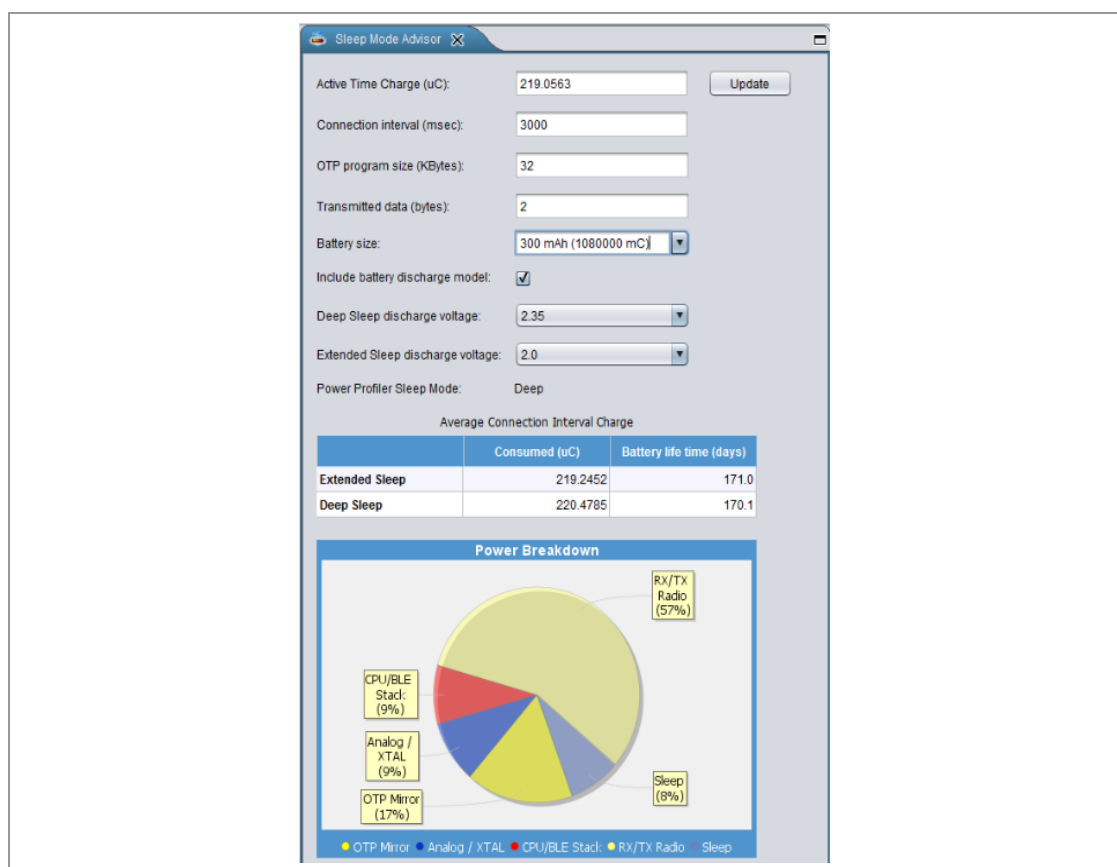 Sleep Mode Advisor
Active Time Charge (uC): 219.0563 Update
Connection interval (msec): 3000
OTP program size (KBytes): 32
Transmitted data (bytes): 2
Battery size: 300 mAh (1080000 mC)
Include battery discharge model:
Deep Sleep discharge voltage: 2.35
Extended Sleep discharge voltage: 2.0
Power Profiler Sleep Mode: Deep
Average Connection Interval Charge
Consumed (uC) Battery life time (days)
Extended Sleep 219.2452 171.0
Deep Sleep 220.4785 170.1
Power Breakdown
RX/TX
Radio
(57%)
CPU/BLE
Stack
(9%)
Analog /
XTAL
(9%)
OTP Mirror
(17%)
Sleep
(8%)
OTP Mirror Analog / XTAL CPU/BLE Stack RX/TX Radio Sleep